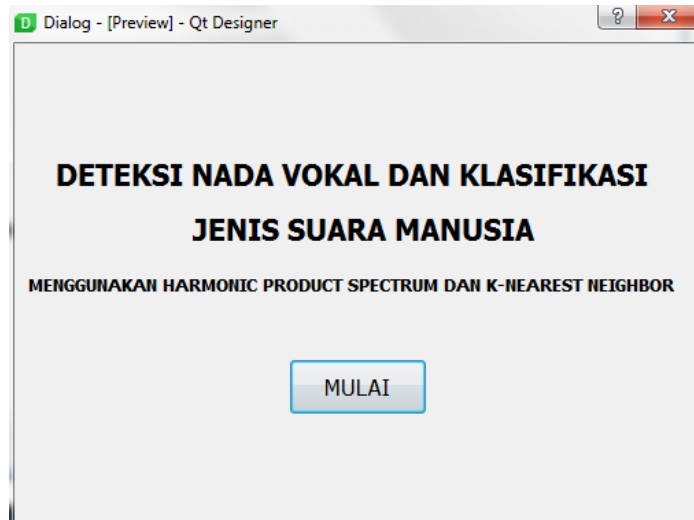 Dialog - [Preview] - Qt Designer
DETEKSI NADA VOKAL DAN KLASIFIKASI
JENIS SUARA MANUSIA
MENGGUNAKAN HARMONIC PRODUCT SPECTRUM DAN K-NEAREST NEIGHBOR
MULAI